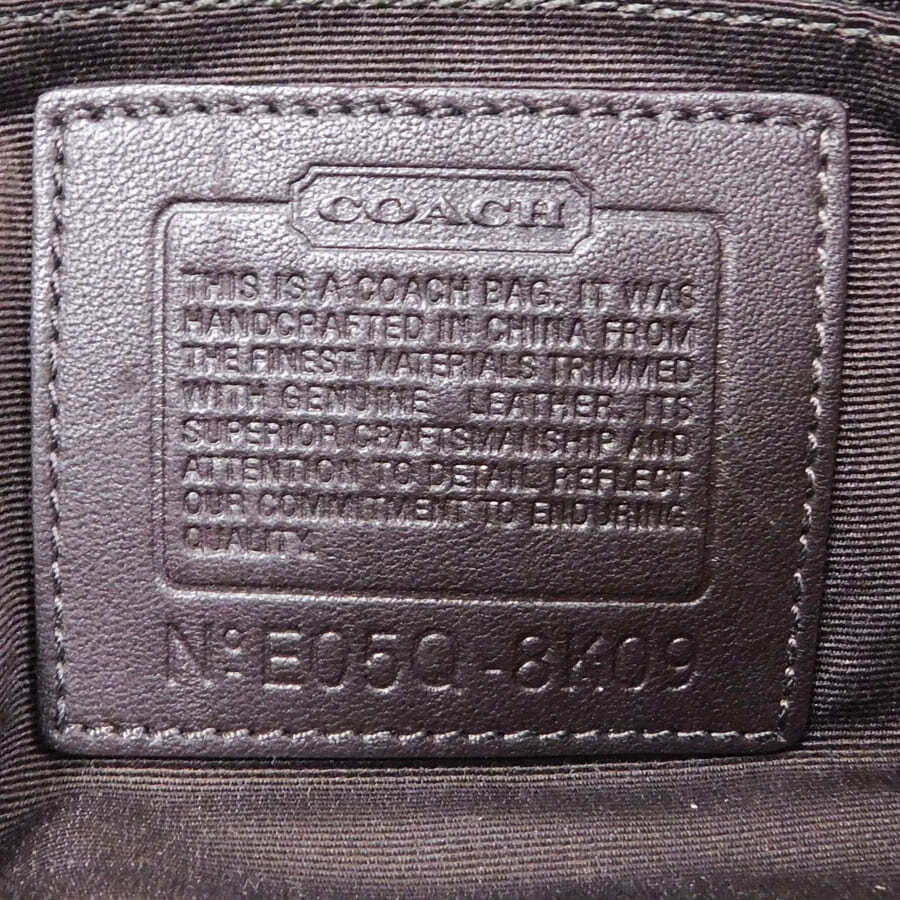 COACH
THIS IS A COACH BAG. IT WAS
HANDCRAFTED IN CHINA FROM
THE FINEST MATERIALS TRIMMED
WITH GENUINE LEATHER. ITS
SUPERIOR CRAFTSMANSHIP AND
ATTENTION TO DETAIL REFLECT
OUR COMMITMENT TO ENDURING
QUALITY.
Nº E05Q-8K09